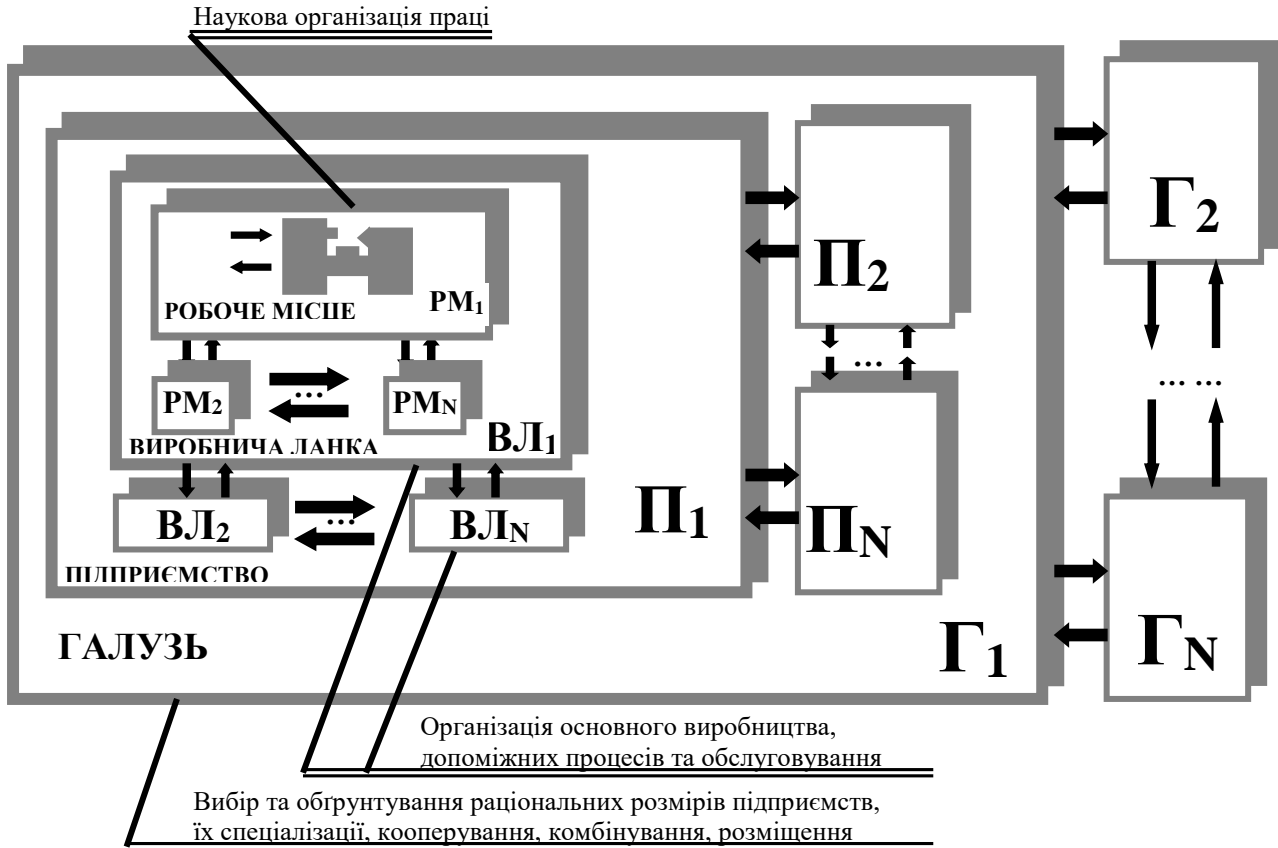 Наукова організація праці
РОБОЧЕ МІСЦЕ
РМ1
РМ2
...
РМN
ВИРОБНИЧА ЛАНКА
ВЛ1
ВЛ2
...
ВЛN
ПІДПРИЄМСТВО
П1
П2
...
ПN
ГАЛУЗЬ
Г1
Г2
... ...
ГN
Організація основного виробництва,
допоміжних процесів та обслуговування
Вибір та обґрунтування раціональних розмірів підприємств,
їх спеціалізації, кооперування, комбінування, розміщення